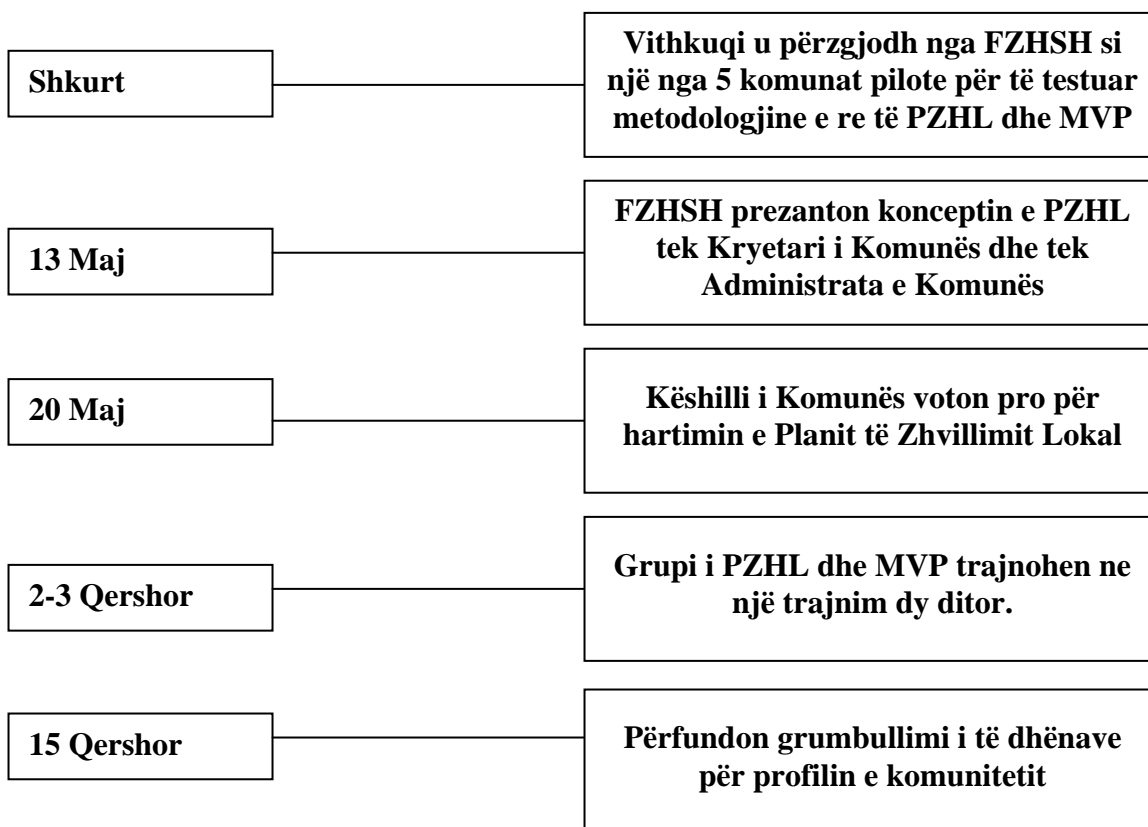 Shkurt
Vithkuqi u përzgjodh nga FZHSH si
një nga 5 komunat pilote për të testuar
metodologjine e re të PZHL dhe MVP
13 Maj
FZHSH prezanton konceptin e PZHL
tek Kryetari i Komunës dhe tek
Administrata e Komunës
20 Maj
Këshilli i Komunës voton pro për
hartimin e Planit të Zhvillimit Lokal
2-3 Qershor
Grupi i PZHL dhe MVP trajnohen ne
një trajnim dy ditor.
15 Qershor
Përfundon grumbullimi i të dhënave
për profilin e komunitetit